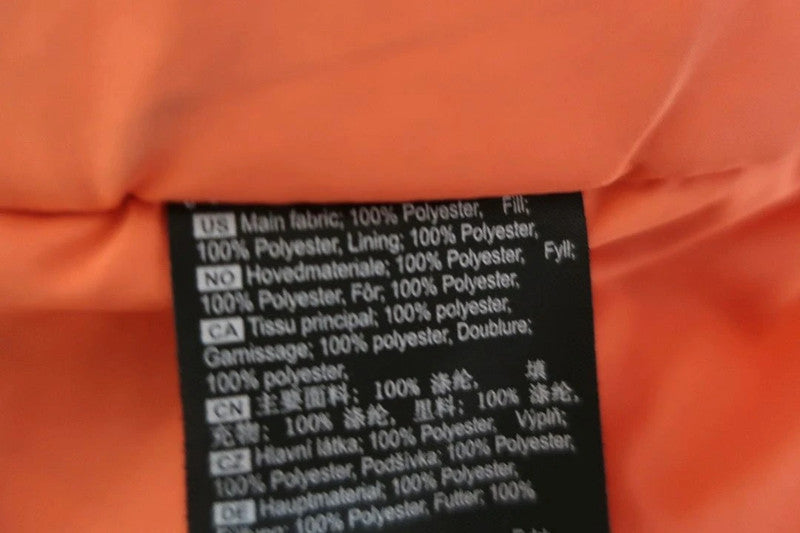 US Main fabric; 100% Polyester, Fill;
100% Polyester, Lining; 100% Polyester,
NO Hovedmateriale; 100% Polyester, Fyll;
100% Polyester, Fôr; 100% Polyester,
CA Tissu principal; 100% polyester,
Garnissage; 100% polyester, Doublure;
100% polyester,
CN 主要面料: 100% 涤纶, 填
充物: 100% 涤纶, 里料: 100% 涤纶,
CZ Hlavní látka; 100% Polyester, Výplň;
100% Polyester, Podšívka: 100% Polyester,
DE Hauptmaterial; 100% Polyester,
100% Polyester, Futter: 100%